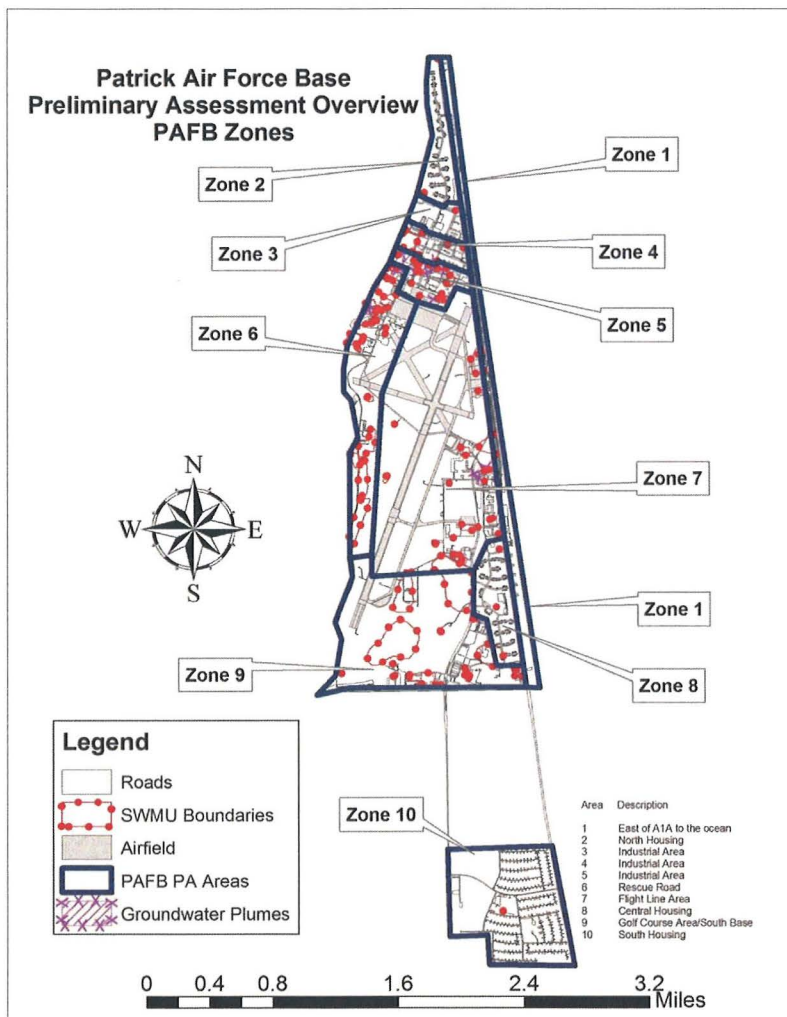 Patrick Air Force Base
Preliminary Assessment Overview
PAFB Zones
Zone 1
Zone 2
Zone 3
Zone 4
Zone 5
Zone 6
N
W E
S
Zone 7
Zone 1
Zone 9
Zone 8
Legend
Roads
SWMU Boundaries
Airfield
PAFB PA Areas
Groundwater Plumes
Zone 10
Area Description
1 East of A1A to the ocean
2 North Housing
3 Industrial Area
4 Industrial Area
5 Industrial Area
6 Rescue Road
7 Flight Line Area
8 Central Housing
9 Golf Course Area/South Base
10 South Housing
0 0.4 0.8 1.6 2.4 3.2
Miles